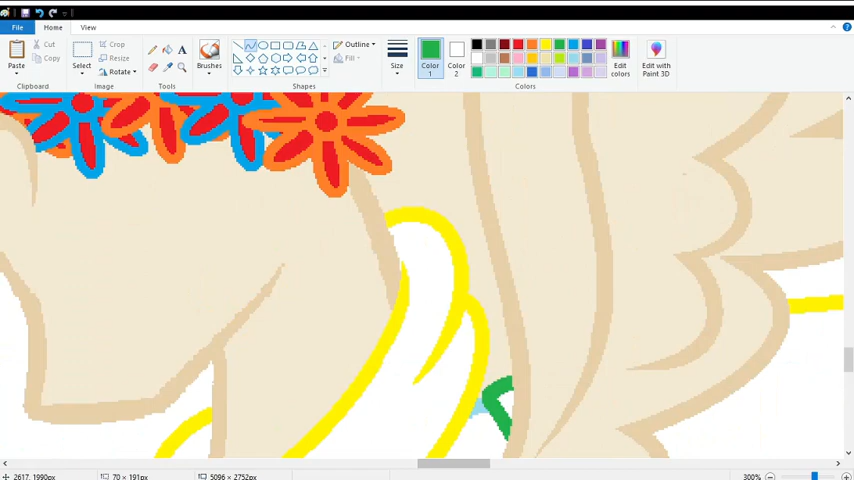 File Home View
Paste Cut Copy
Clipboard
Select Crop Resize Rotate
Image
Tools
Brushes
Outline Fill
Shapes
Size
Color 1
Color 2
Edit colors
Colors
Edit with Paint 3D
2617, 1990px 70 × 191px 5096 × 2752px 300%